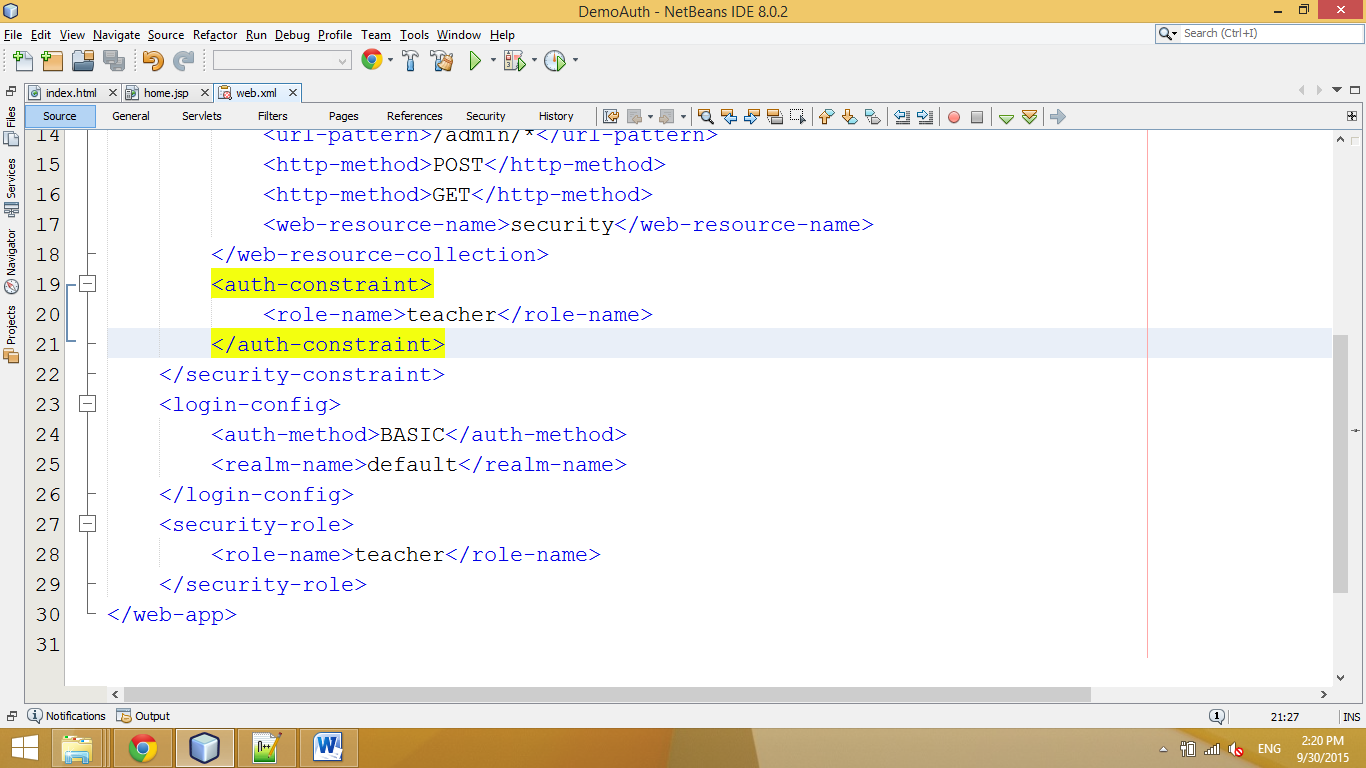 DemoAuth - NetBeans IDE 8.0.2
File Edit View Navigate Source Refactor Run Debug Profile Team Tools Window Help
Search (Ctrl+I)
index.html home.jsp web.xml
Source General Servlets Filters Pages References Security History
Files
Services
Navigator
Projects
14 <url-pattern>/admin/*</url-pattern>
15 <http-method>POST</http-method>
16 <http-method>GET</http-method>
17 <web-resource-name>security</web-resource-name>
18 </web-resource-collection>
19 <auth-constraint>
20 <role-name>teacher</role-name>
21 </auth-constraint>
22 </security-constraint>
23 <login-config>
24 <auth-method>BASIC</auth-method>
25 <realm-name>default</realm-name>
26 </login-config>
27 <security-role>
28 <role-name>teacher</role-name>
29 </security-role>
30 </web-app>
31
Notifications Output
1 21:27 INS
ENG
2:20 PM
9/30/2015